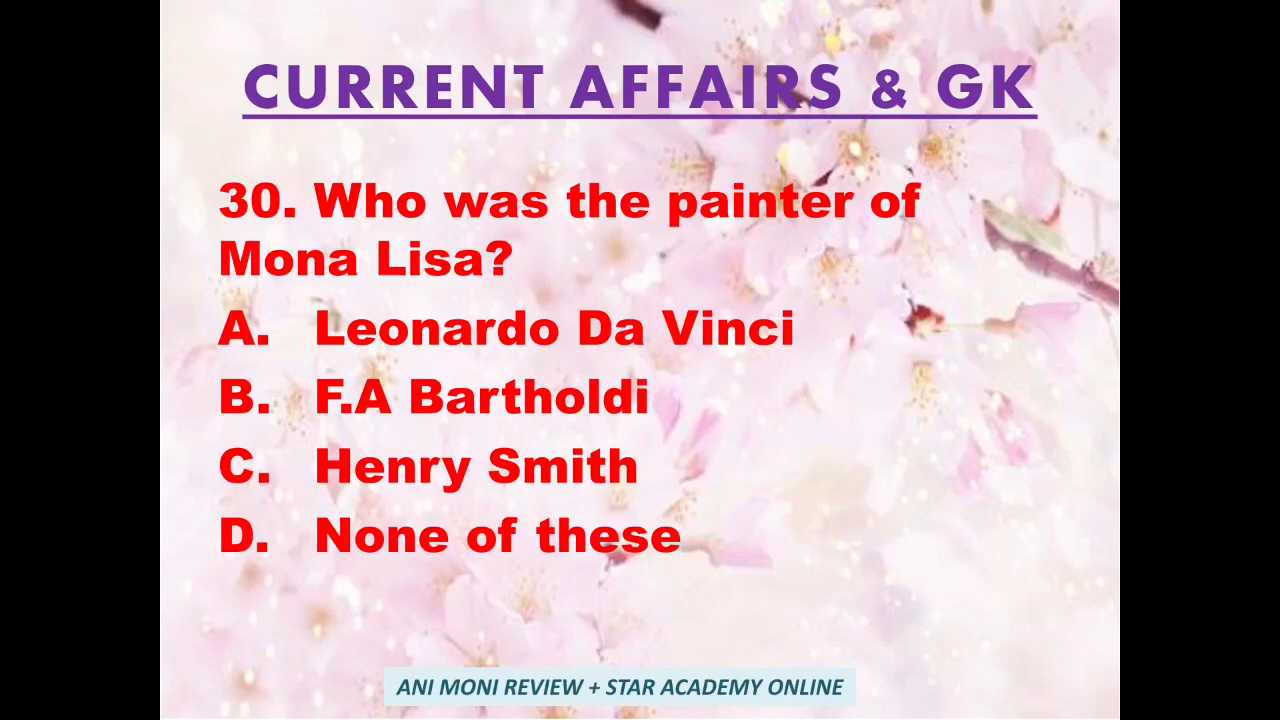 CURRENT AFFAIRS & GK
30. Who was the painter of
Mona Lisa?
A. Leonardo Da Vinci
B. F.A Bartholdi
C. Henry Smith
D. None of these
ANI MONI REVIEW + STAR ACADEMY ONLINE